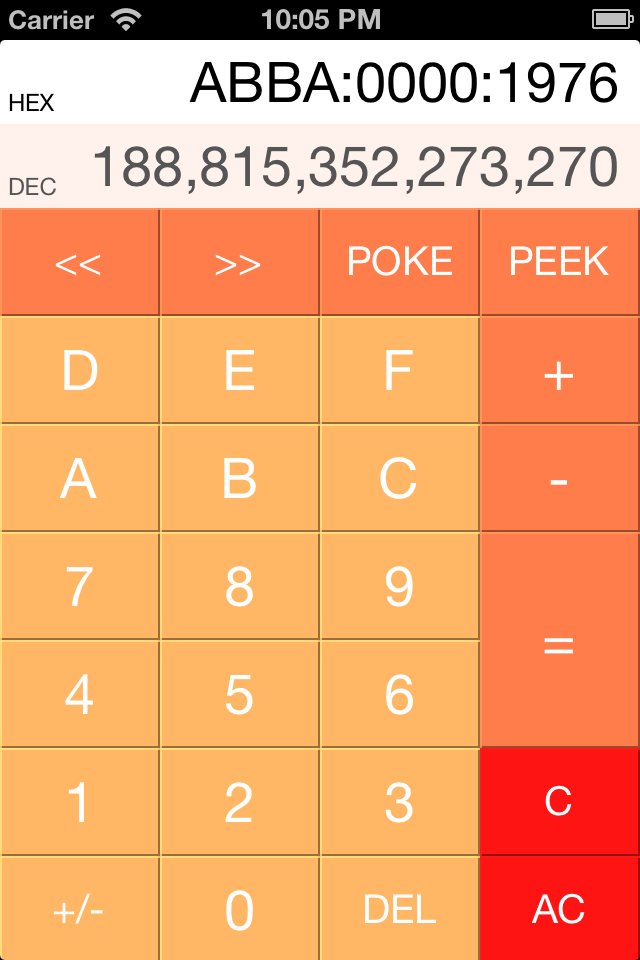 Carrier 10:05 PM
HEX ABBA:0000:1976
DEC 188,815,352,273,270
<< >> POKE PEEK
D E F +
A B C -
7 8 9
=
4 5 6
1 2 3 C
+/- 0 DEL AC